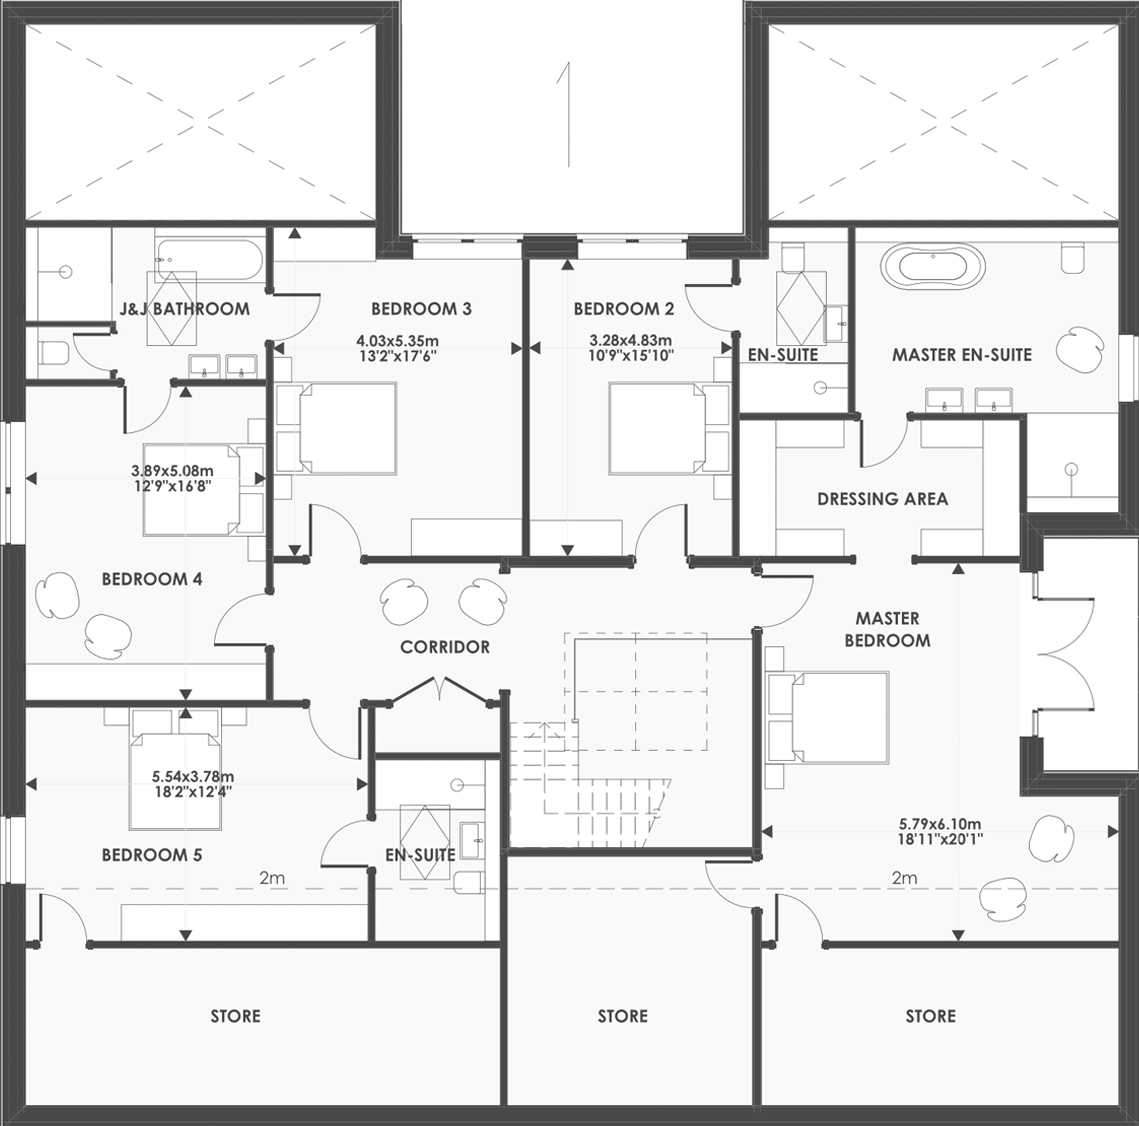 1
J&J BATHROOM
BEDROOM 3
4.03x5.35m
13'2"x17'6"
BEDROOM 2
3.28x4.83m
10'9"x15'10"
EN-SUITE
MASTER EN-SUITE
3.89x5.08m
12'9"x16'8"
BEDROOM 4
DRESSING AREA
CORRIDOR
MASTER
BEDROOM
5.54x3.78m
18'2"x12'4"
BEDROOM 5
EN-SUITE
5.79x6.10m
18'11"x20'1"
2m
2m
STORE
STORE
STORE